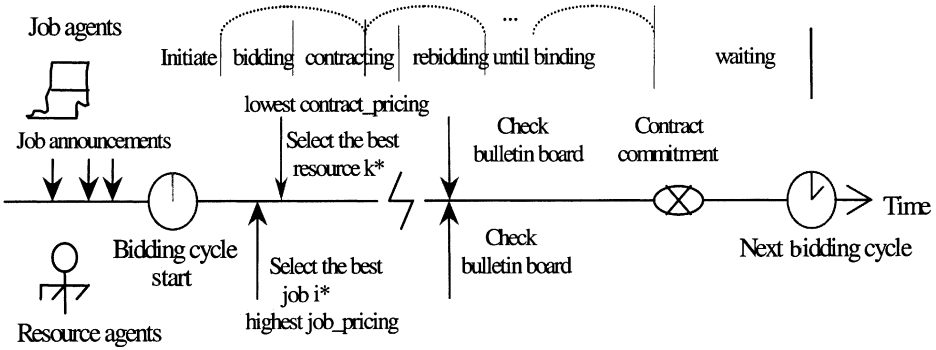 Job agents
...
Initiate bidding contracting rebidding until binding waiting
lowest contract_pricing
Job announcements
Select the best
resource k*
Check
bulletin board
Contract
commitment
Time
Bidding cycle
start
Select the best
job i*
highest job_pricing
Check
bulletin board
Next bidding cycle
Resource agents